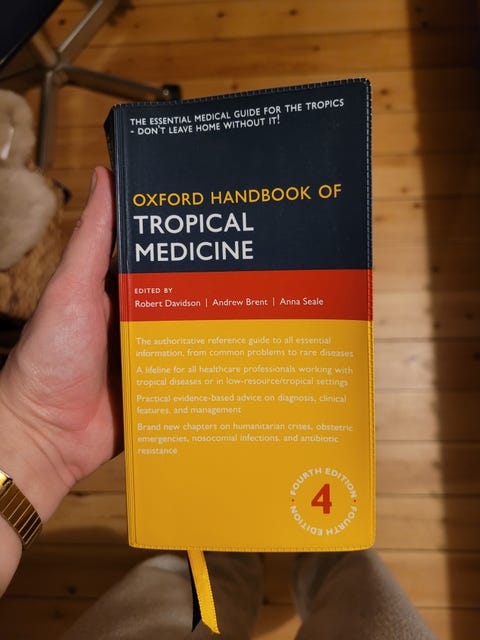 THE ESSENTIAL MEDICAL GUIDE FOR THE TROPICS
- DON'T LEAVE HOME WITHOUT IT!
OXFORD HANDBOOK OF
TROPICAL
MEDICINE
EDITED BY
Robert Davidson | Andrew Brent | Anna Seale
The authoritative reference guide to all essential
information, from common problems to rare diseases
A lifeline for all healthcare professionals working with
tropical diseases or in low-resource/tropical settings
Practical evidence-based advice on diagnosis, clinical
features, and management
Brand new chapters on humanitarian crises, obstetric
emergencies, nosocomial infections, and antibiotic
resistance
· FOURTH EDITION ·
4
FOURTH EDITION